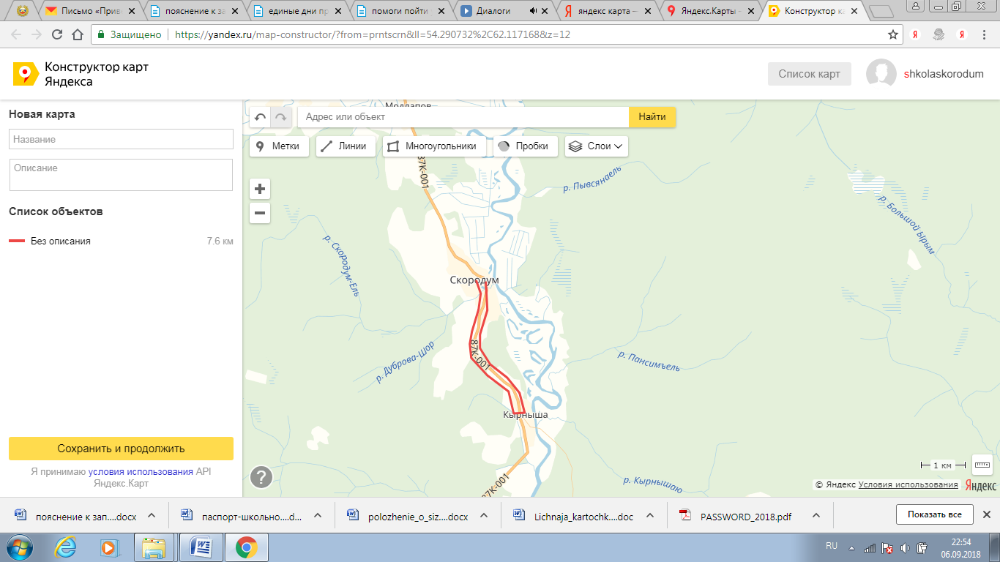 Письмо «Прив
пояснение к за
единые дни пр
помоги пойти
Диалоги
яндекс карта —
Яндекс.Карты -
Конструктор ка
Защищено
https://yandex.ru/map-constructor/?from=prntscrn&ll=54.290732%2C62.117168&z=12
Конструктор карт
Яндекса
Список карт
shkolaskorodum
Новая карта
Название
Описание
Список объектов
Без описания
7.6 км
Сохранить и продолжить
Я принимаю условия использования API
Яндекс.Карт
Адрес или объект
Найти
Метки
Линии
Многоугольники
Пробки
Слои
87К-001
р. Пывсянаель
р. Большой Ырым
р. Скородум-Ель
Скородум
87К-001
р. Дуброва-Шор
р. Пансимъель
Кырныша
87К-001
р. Кырнышаю
1 км
© Яндекс Условия использования
Яндекс
пояснение к зап....docx
паспорт-школьно....d...
polozhenie_o_siz....docx
Lichnaja_kartochk....doc
PASSWORD_2018.pdf
Показать все
RU
22:54
06.09.2018